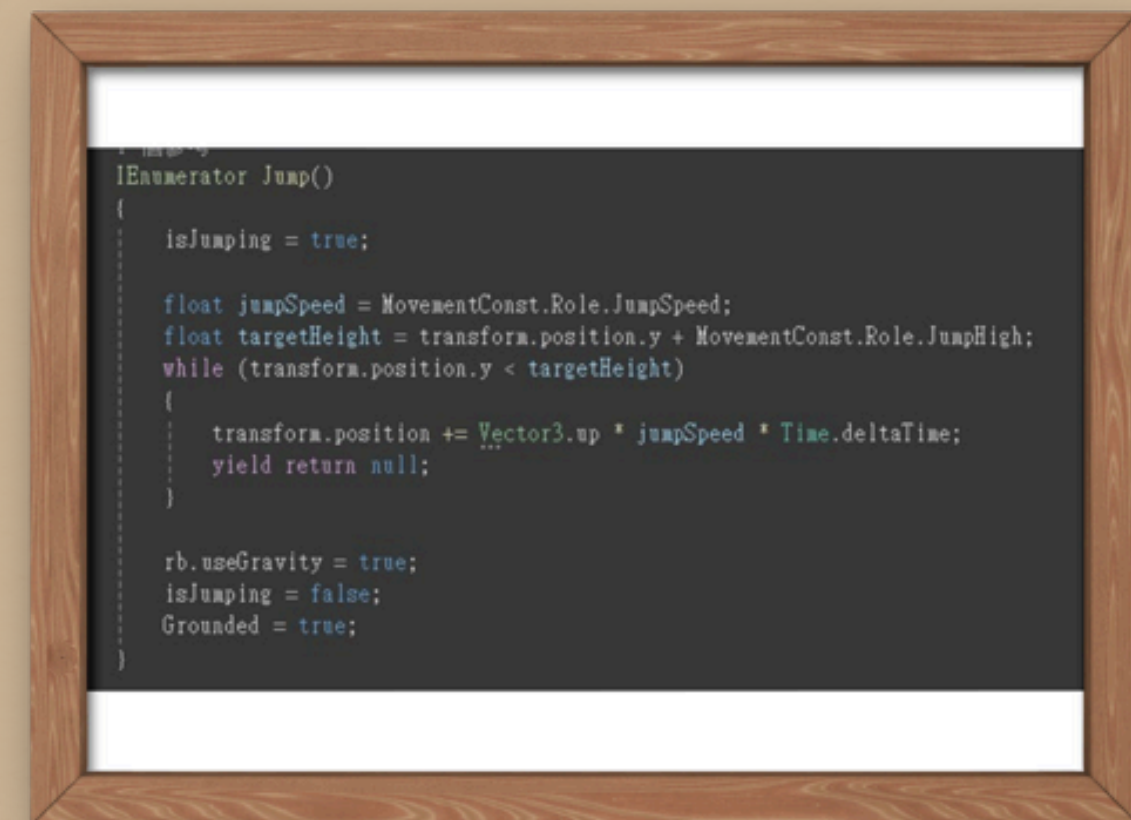 IEnumerator Jump()
{
isJumping = true;
float jumpSpeed = MovementConst.Role.JumpSpeed;
float targetHeight = transform.position.y + MovementConst.Role.JumpHigh;
while (transform.position.y < targetHeight)
{
transform.position += Vector3.up * jumpSpeed * Time.deltaTime;
yield return null;
}
rb.useGravity = true;
isJumping = false;
Grounded = true;
}